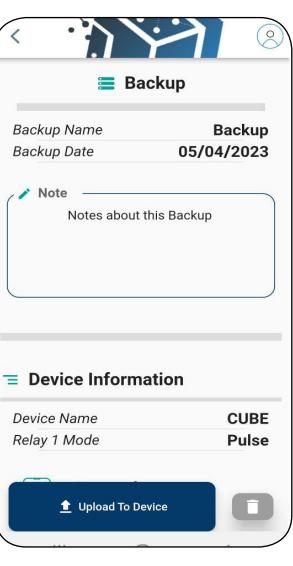 Backup
Backup Name Backup
Backup Date 05/04/2023
Note
Notes about this Backup
Device Information
Device Name CUBE
Relay 1 Mode Pulse
Upload To Device